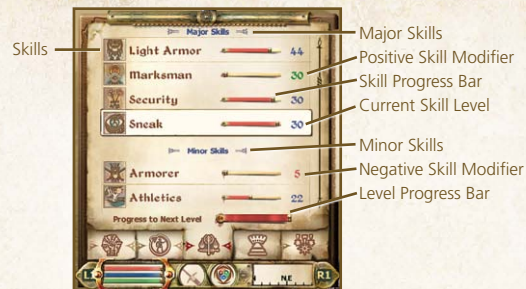 Major Skills
Skills
Light Armor 44
Marksman 30
Security 30
Sneak 30
Minor Skills
Armorer 5
Athletics 22
Progress to Next Level
L1
N.E
R1
Major Skills
Positive Skill Modifier
Skill Progress Bar
Current Skill Level
Minor Skills
Negative Skill Modifier
Level Progress Bar